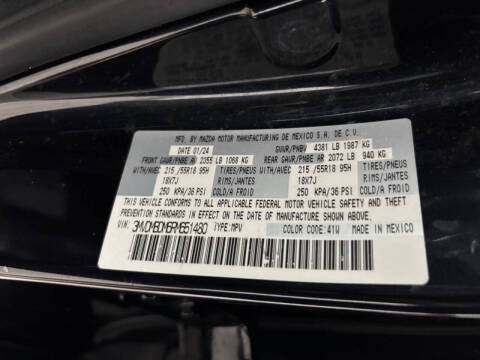 MFD. BY MAZDA MOTOR MANUFACTURING DE MEXICO S.A. DE C.V.
DATE 01/24 GVWR/PNBV 4381 LB 1987 KG
FRONT GAWR/PNBE AV 2355 LB 1068 KG REAR GAWR/PNBE AR 2072 LB 940 KG
WITH/AVEC 215/55R18 95H TIRES/PNEUS WITH/AVEC 215/55R18 95H TIRES/PNEUS
18X7J RIMS/JANTES 18X7J RIMS/JANTES
250 KPA/36 PSI COLD/A FROID 250 KPA/36 PSI COLD/A FROID
THIS VEHICLE CONFORMS TO ALL APPLICABLE FEDERAL MOTOR VEHICLE SAFETY AND THEFT
PREVENTION STANDARDS IN EFFECT ON THE DATE OF MANUFACTURE SHOWN ABOVE.
VIN: TYPE: MPV COLOR: 41W MADE IN MEXICO